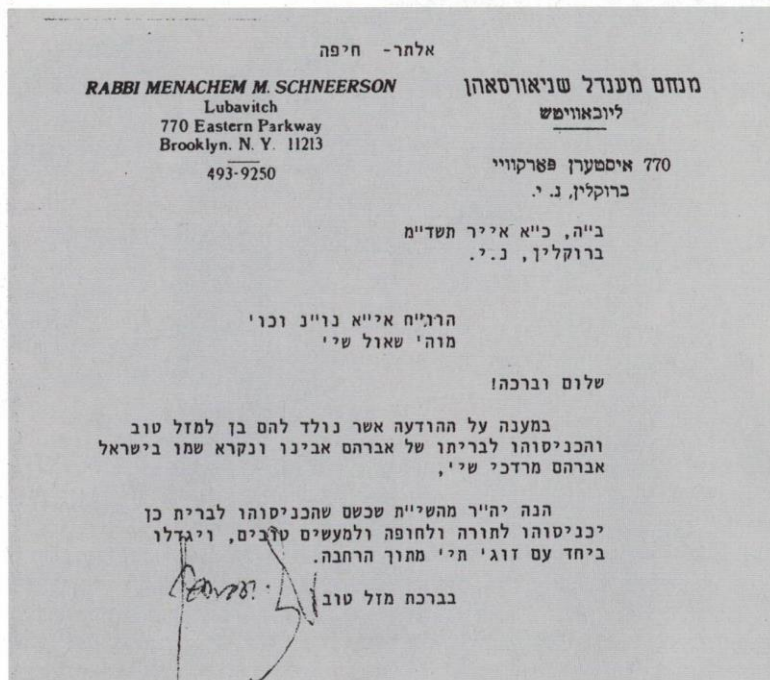 אלתר- חיפה
RABBI MENACHEM M. SCHNEERSON
Lubavitch
770 Eastern Parkway
Brooklyn, N. Y. 11213
493-9250
מנחם מענדל שניאורסאהן
ליובאוויטש
770 איסטערן פארקוויי
ברוקלין, נ. י.
ב"ה, כ"א אייר תשד"מ
ברוקלין, נ.י.
הרו"ח אי"א נו"נ וכו'
מוה' שאול שי'
שלום וברכה!
במענה על ההודעה אשר נולד להם בן למזל טוב
והכניסוהו לבריתו של אברהם אבינו ונקרא שמו בישראל
אברהם מרדכי שי',
הנה יה"ר מהשי"ת שכשם שהכניסוהו לברית כן
יכניסוהו לתורה ולחופה ולמעשים טובים, ויגדלו
ביחד עם זוג' תי' מתוך הרחבה.
בברכת מזל טוב